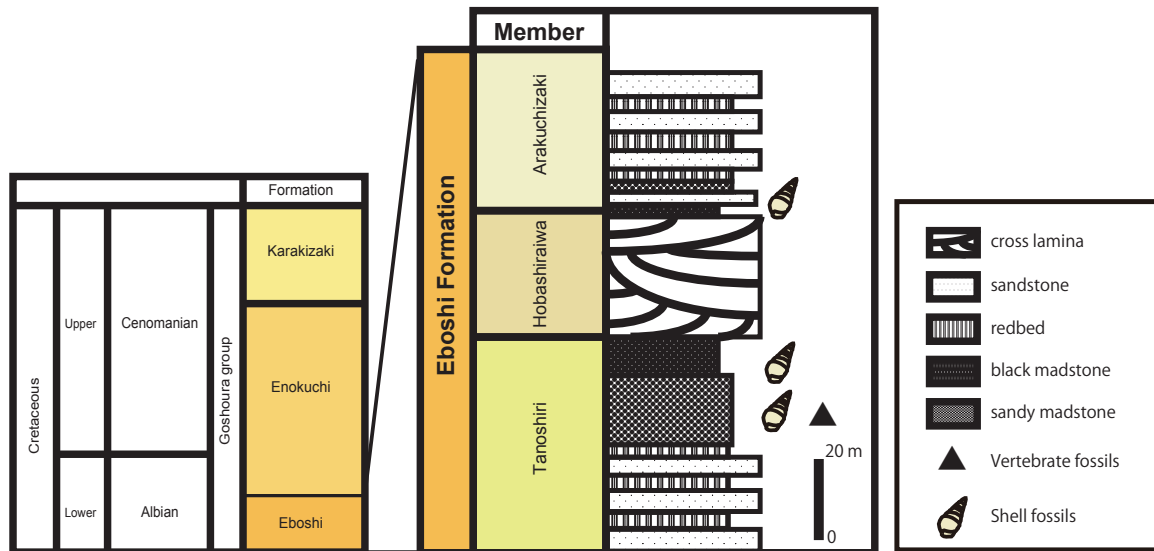 Member
Arakuchizaki
Hobashiraiwa
Tanoshiri
Eboshi Formation
Formation
Karakizaki
Enokuchi
Eboshi
Cretaceous
Upper
Lower
Cenomanian
Albian
Goshoura group
20 m
0
cross lamina
sandstone
redbed
black madstone
sandy madstone
Vertebrate fossils
Shell fossils